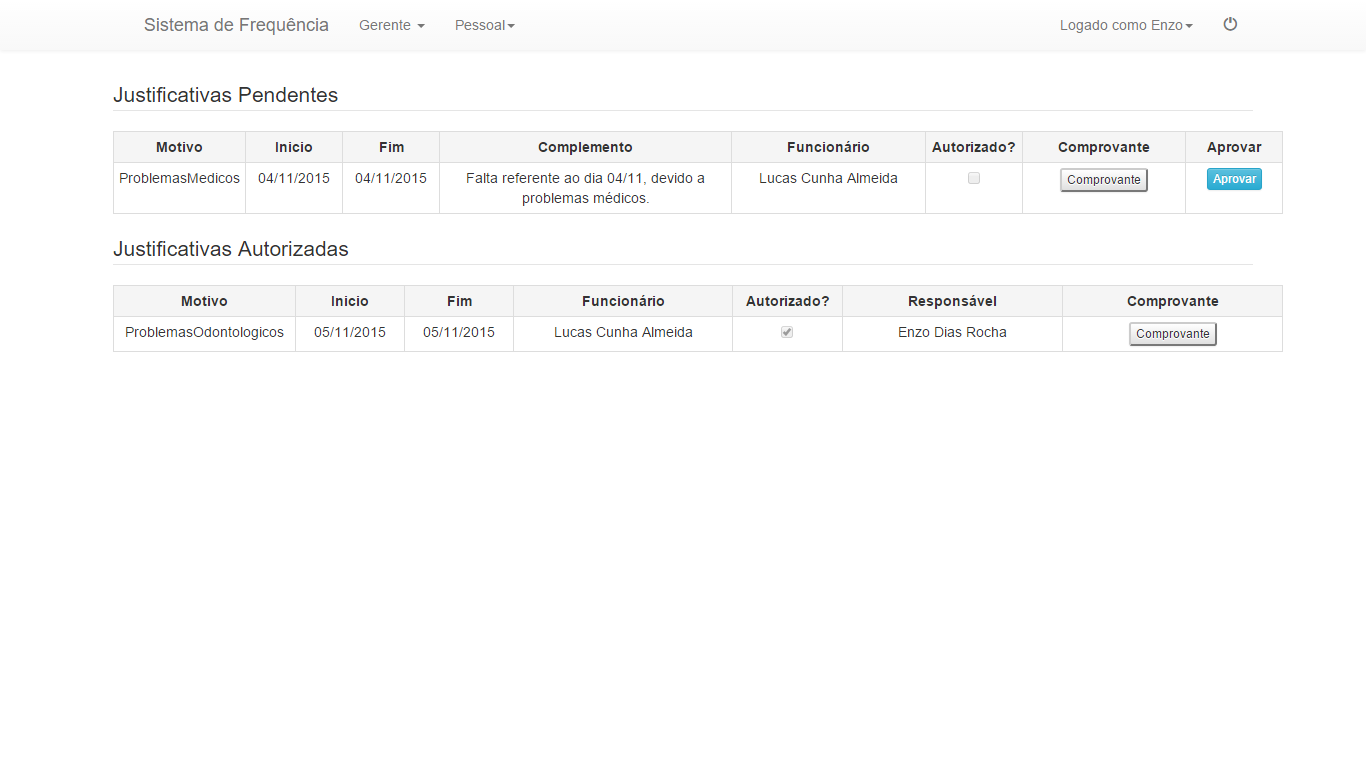 Sistema de Frequência Gerente Pessoal Logado como Enzo
Justificativas Pendentes
Motivo Inicio Fim Complemento Funcionário Autorizado? Comprovante Aprovar
ProblemasMedicos 04/11/2015 04/11/2015 Falta referente ao dia 04/11, devido a Lucas Cunha Almeida Comprovante Aprovar
problemas médicos.
Justificativas Autorizadas
Motivo Inicio Fim Funcionário Autorizado? Responsável Comprovante
ProblemasOdontologicos 05/11/2015 05/11/2015 Lucas Cunha Almeida Enzo Dias Rocha Comprovante